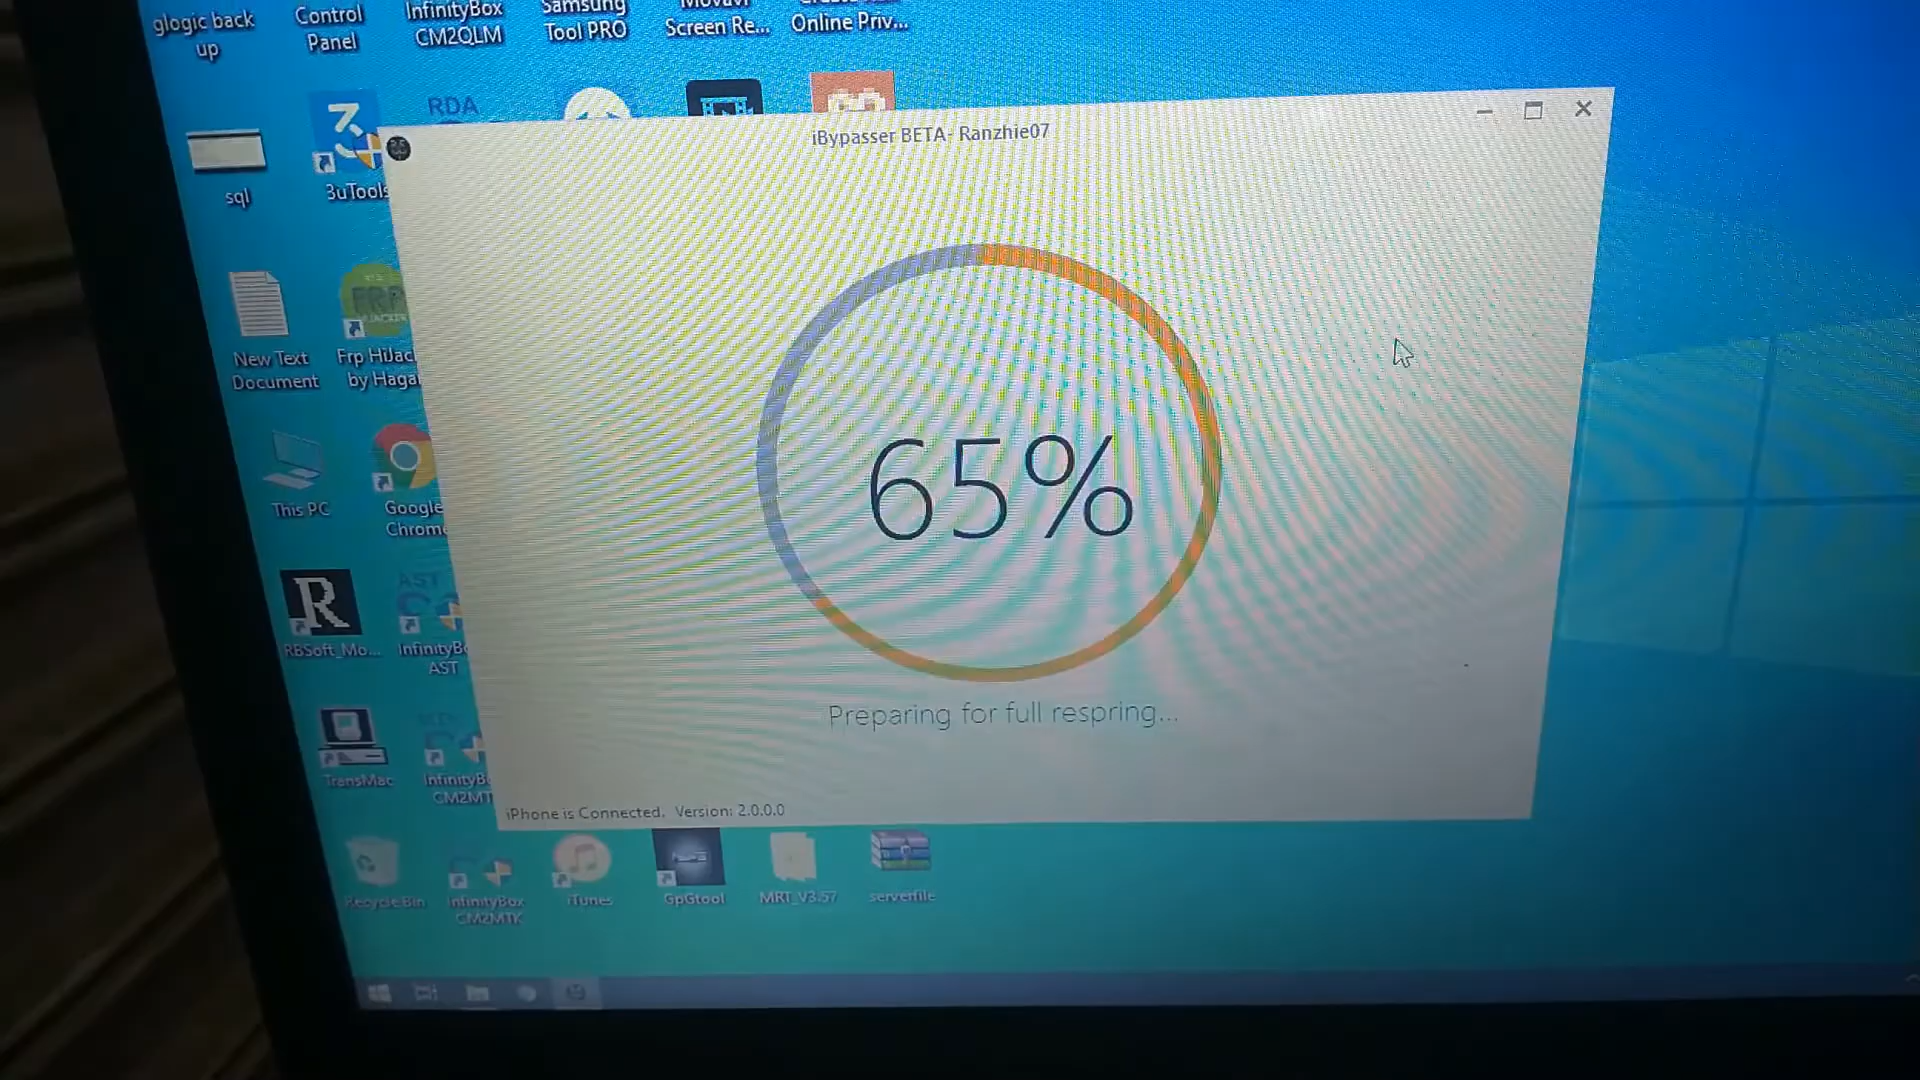 glogic back
up
Control
Panel
InfinityBox
CM2QLM
Samsung
Tool PRO
Screen Re...
Online Priv...
RDA
iBypasser BETA- Ranzhie07
sql
3uTools
FRP
New Text
Document
Frp HiJac
by Haga
65%
This PC
Google
Chrome
R
AST
RBSoft_Mo...
InfinityBo
AST
Preparing for full respring...
TransMac
InfinityB
CM2MT
iPhone is Connected. Version: 2.0.0.0
Recycle Bin
InfinityBox
CM2MTK
iTunes
GpGtool
MRT_V3.57
serverfile